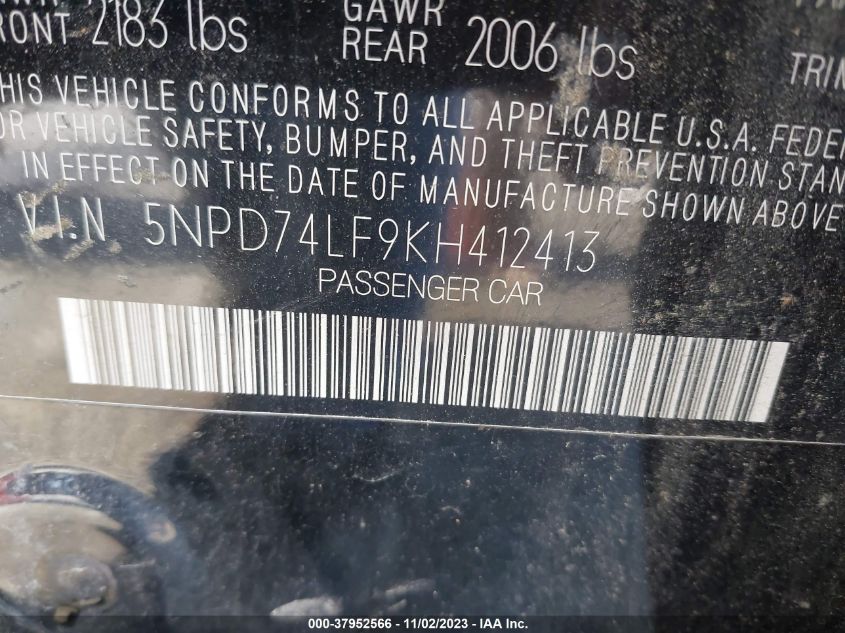 FRONT 2183 lbs
GAWR
REAR 2006 lbs
TRIM
THIS VEHICLE CONFORMS TO ALL APPLICABLE U.S.A. FEDER
OR VEHICLE SAFETY, BUMPER, AND THEFT PREVENTION STAN
IN EFFECT ON THE DATE OF MANUFACTURE SHOWN ABOVE
V.I.N 5NPD74LF9KH412413
PASSENGER CAR
000-37952566 - 11/02/2023 - IAA Inc.